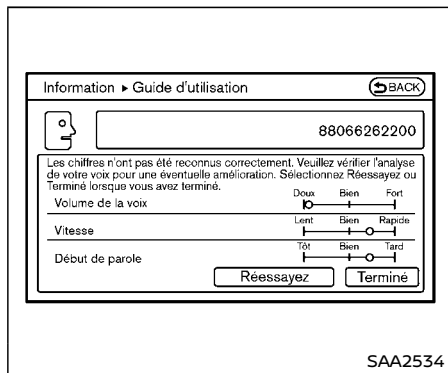 Information ▸ Guide d'utilisation
BACK
88066262200
Les chiffres n'ont pas été reconnus correctement. Veuillez vérifier l'analyse
de votre voix pour une éventuelle amélioration. Sélectionnez Réessayez ou
Terminé lorsque vous avez terminé.
Doux Bien Fort
Volume de la voix
Lent Bien Rapide
Vitesse
Tôt Bien Tard
Début de parole
Réessayez Terminé
SAA2534